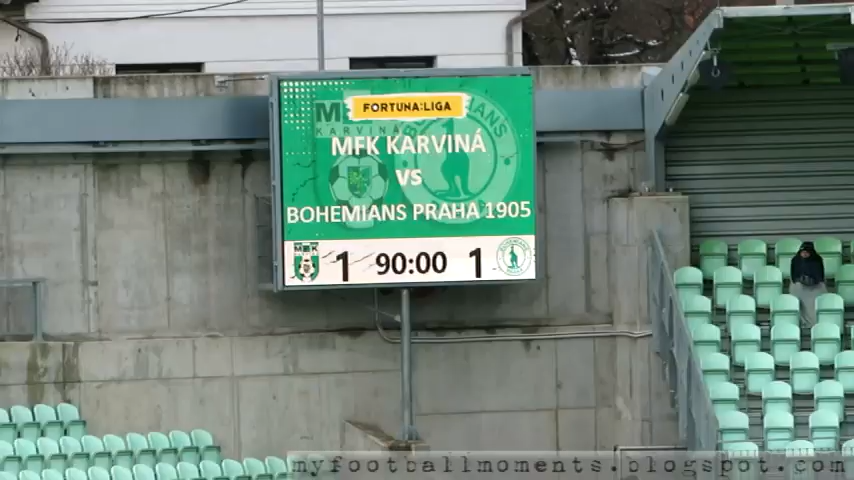 FORTUNA:LIGA
MFK KARVINÁ
vs
BOHEMIANS PRAHA 1905
1 90:00 1
myfootballmoments.blogspot.com